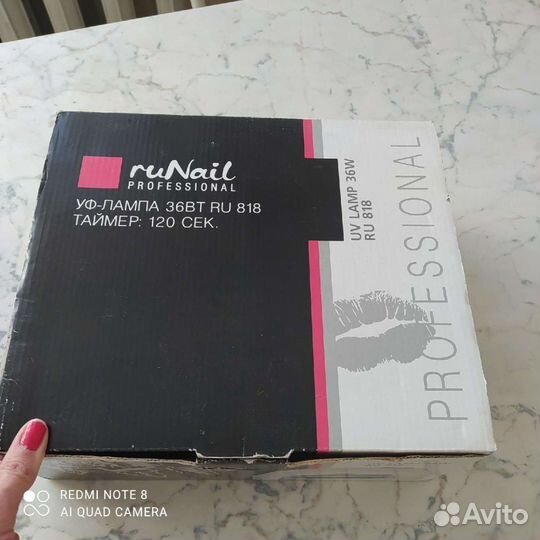 ruNail
PROFESSIONAL
УФ-ЛАМПА 36ВТ RU 818
ТАЙМЕР: 120 СЕК.
UV LAMP 36W
RU 818
PROFESSIONAL
REDMI NOTE 8
AI QUAD CAMERA
Avito